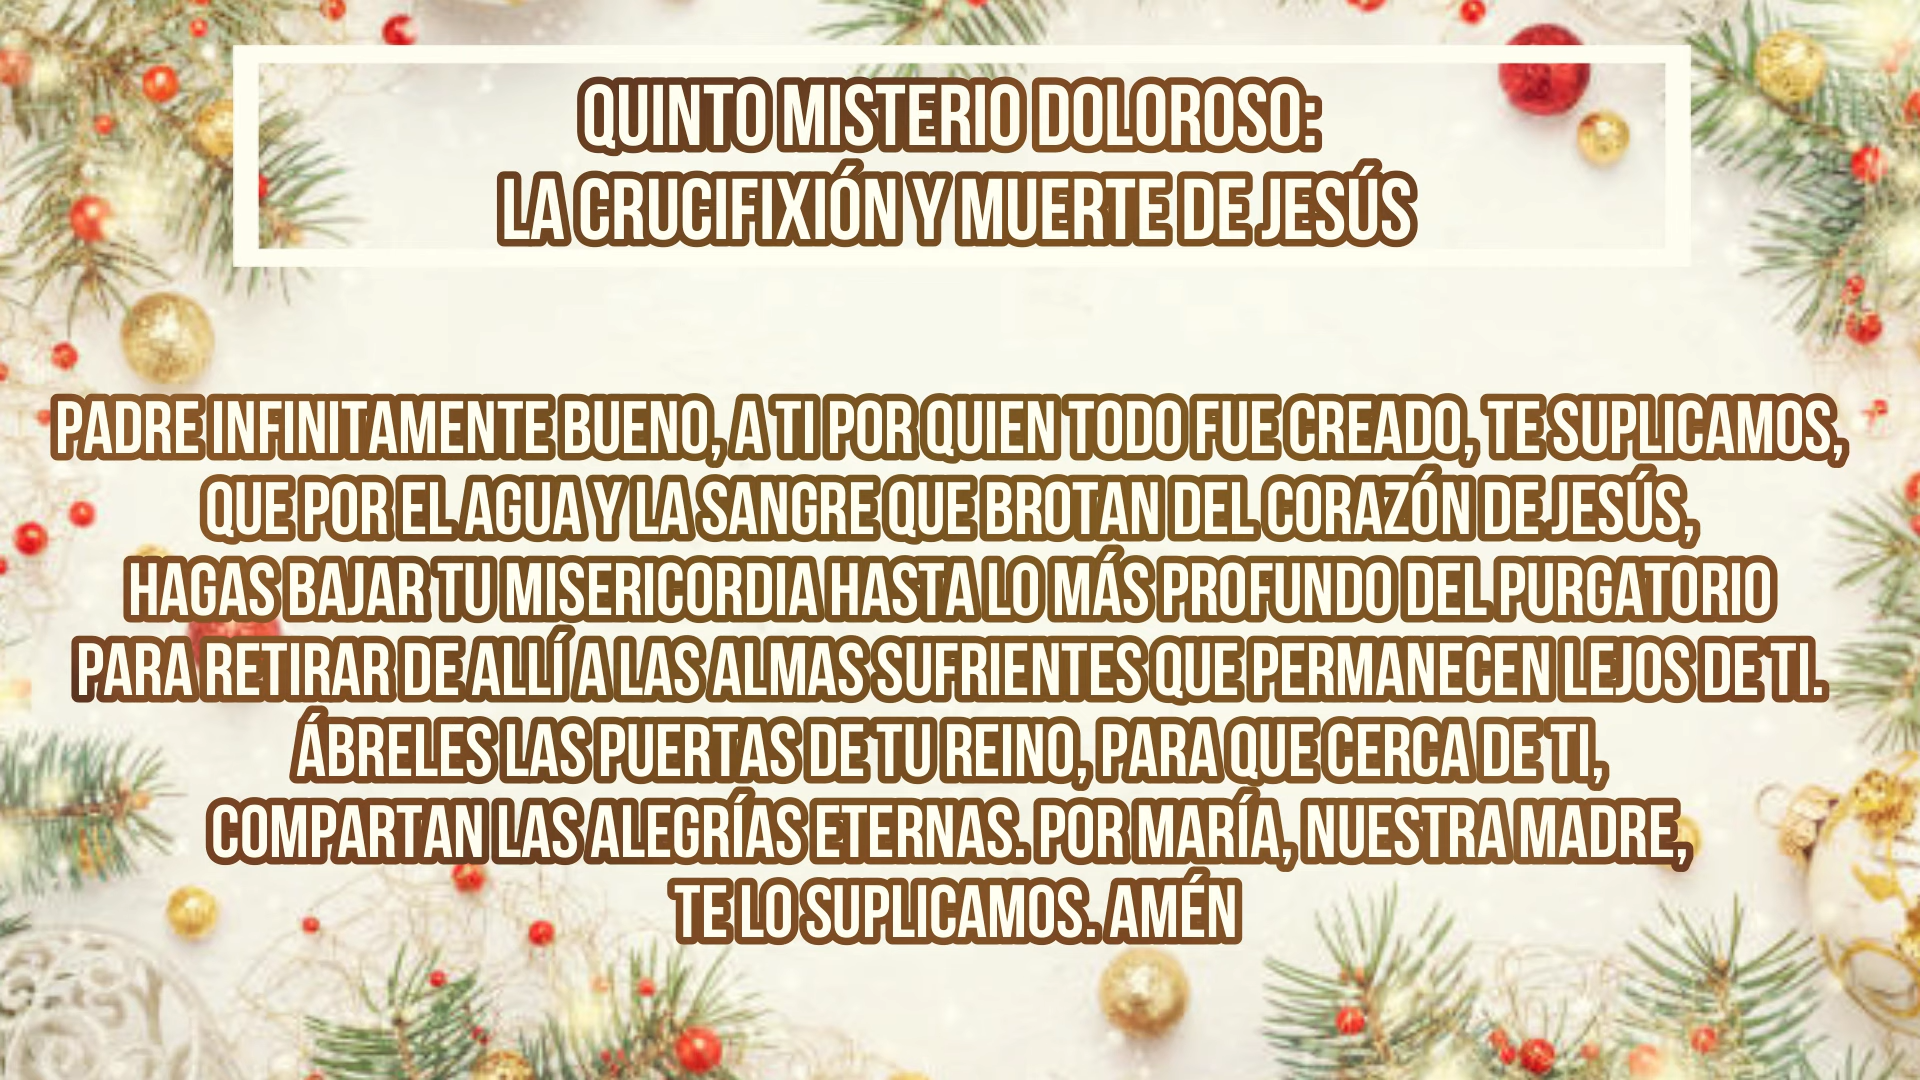 QUINTO MISTERIO DOLOROSO:
LA CRUCIFIXIÓN Y MUERTE DE JESÚS
PADRE INFINITAMENTE BUENO, A TI POR QUIEN TODO FUE CREADO, TE SUPLICAMOS,
QUE POR EL AGUA Y LA SANGRE QUE BROTAN DEL CORAZÓN DE JESÚS,
HAGAS BAJAR TU MISERICORDIA HASTA LO MÁS PROFUNDO DEL PURGATORIO
PARA RETIRAR DE ALLÍ A LAS ALMAS SUFRIENTES QUE PERMANECEN LEJOS DE TI.
ÁBRELES LAS PUERTAS DE TU REINO, PARA QUE CERCA DE TI,
COMPARTAN LAS ALEGRÍAS ETERNAS. POR MARÍA, NUESTRA MADRE,
TE LO SUPLICAMOS. AMÉN